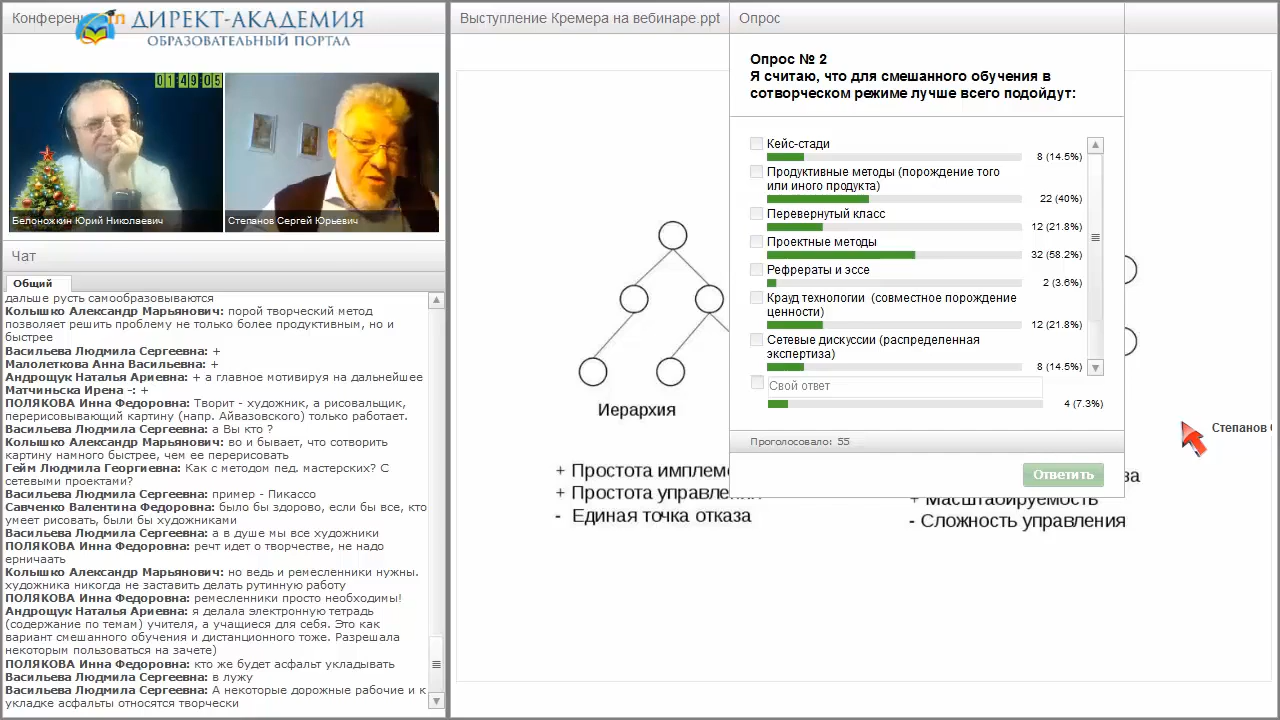 Конферен
ДИРЕКТ-АКАДЕМИЯ
ОБРАЗОВАТЕЛЬНЫЙ ПОРТАЛ
01:49:05
Белоножкин Юрий Николаевич
Степанов Сергей Юрьевич
Чат
Общий
дальше русть самообразовываются
Колышко Александр Марьянович: порой творческий метод
позволяет решить проблему не только более продуктивным, но и
быстрее
Васильева Людмила Сергеевна: +
Малолеткова Анна Васильевна: +
Андрощук Наталья Ариевна: + а главное мотивируя на дальнейшее
Матчиньска Ирена -: +
ПОЛЯКОВА Инна Федоровна: Творит - художник, а рисовальщик,
перерисовывающий картину (напр. Айвазовского) только работает.
Васильева Людмила Сергеевна: а Вы кто ?
Колышко Александр Марьянович: во и бывает, что сотворить
картину намного быстрее, чем ее перерисовать
Гейм Людмила Георгиевна: Как с методом пед. мастерских? С
сетевыми проектами?
Васильева Людмила Сергеевна: пример - Пикассо
Савченко Валентина Федоровна: было бы здорово, если бы все, кто
умеет рисовать, были бы художниками
Васильева Людмила Сергеевна: а в душе мы все художники
ПОЛЯКОВА Инна Федоровна: речт идет о творчестве, не надо
ерничаать
Колышко Александр Марьянович: но ведь и ремесленники нужны.
художника никогда не заставить делать рутинную работу
ПОЛЯКОВА Инна Федоровна: ремесленники просто необходимы!
Андрощук Наталья Ариевна: я делала электронную тетрадь
(содержание по темам) учителя, а учащиеся для себя. Это как
вариант смешанного обучения и дистанционного тоже. Разрешала
некоторым пользоваться на зачете)
ПОЛЯКОВА Инна Федоровна: кто же будет асфальт укладывать
Васильева Людмила Сергеевна: в лужу
Васильева Людмила Сергеевна: А некоторые дорожные рабочие и к
укладке асфальты относятся творчески
Выступление Кремера на вебинаре.ppt
Иерархия
+ Простота имплем
+ Простота управления
- Единая точка отказа
Опрос
Опрос № 2
Я считаю, что для смешанного обучения в
сотворческом режиме лучше всего подойдут:
Кейс-стади
8 (14.5%)
Продуктивные методы (порождение того
или иного продукта)
22 (40%)
Перевернутый класс
12 (21.8%)
Проектные методы
32 (58.2%)
Рефрераты и эссе
2 (3.6%)
Крауд технологии (совместное порождение
ценности)
12 (21.8%)
Сетевые дискуссии (распределенная
экспертиза)
8 (14.5%)
Свой ответ
4 (7.3%)
Проголосовало: 55
Ответить
Степанов
за
+ Масштабируемость
- Сложность управления